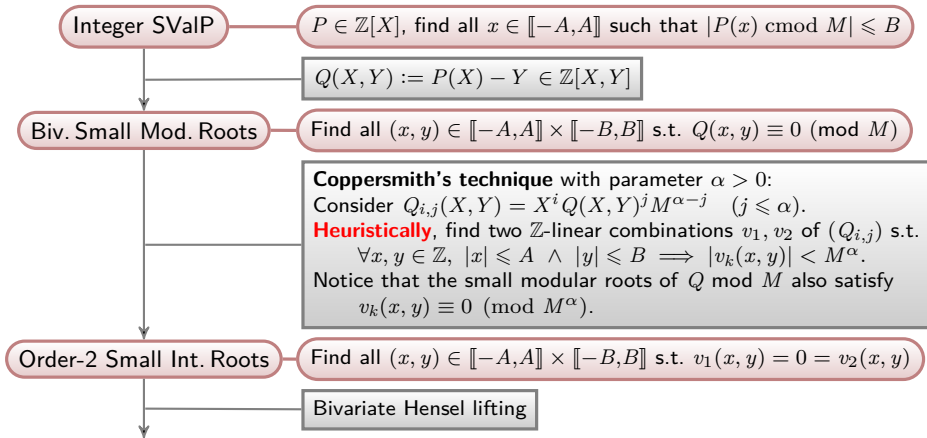 Integer SValP
P ∈ ℤ[X], find all x ∈ ⟦−A,A⟧ such that |P(x) cmod M| ⩽ B
Q(X, Y) := P(X) − Y ∈ ℤ[X, Y]
Biv. Small Mod. Roots
Find all (x, y) ∈ ⟦−A,A⟧ × ⟦−B,B⟧ s.t. Q(x, y) ≡ 0 (mod M)
Coppersmith's technique with parameter α > 0:
Consider Q_{i,j}(X, Y) = X^i Q(X, Y)^j M^{α−j} (j ⩽ α).
Heuristically, find two ℤ-linear combinations v_1, v_2 of (Q_{i,j}) s.t.
∀x, y ∈ ℤ, |x| ⩽ A ∧ |y| ⩽ B ⟹ |v_k(x, y)| < M^α.
Notice that the small modular roots of Q mod M also satisfy
v_k(x, y) ≡ 0 (mod M^α).
Order-2 Small Int. Roots
Find all (x, y) ∈ ⟦−A,A⟧ × ⟦−B,B⟧ s.t. v_1(x, y) = 0 = v_2(x, y)
Bivariate Hensel lifting